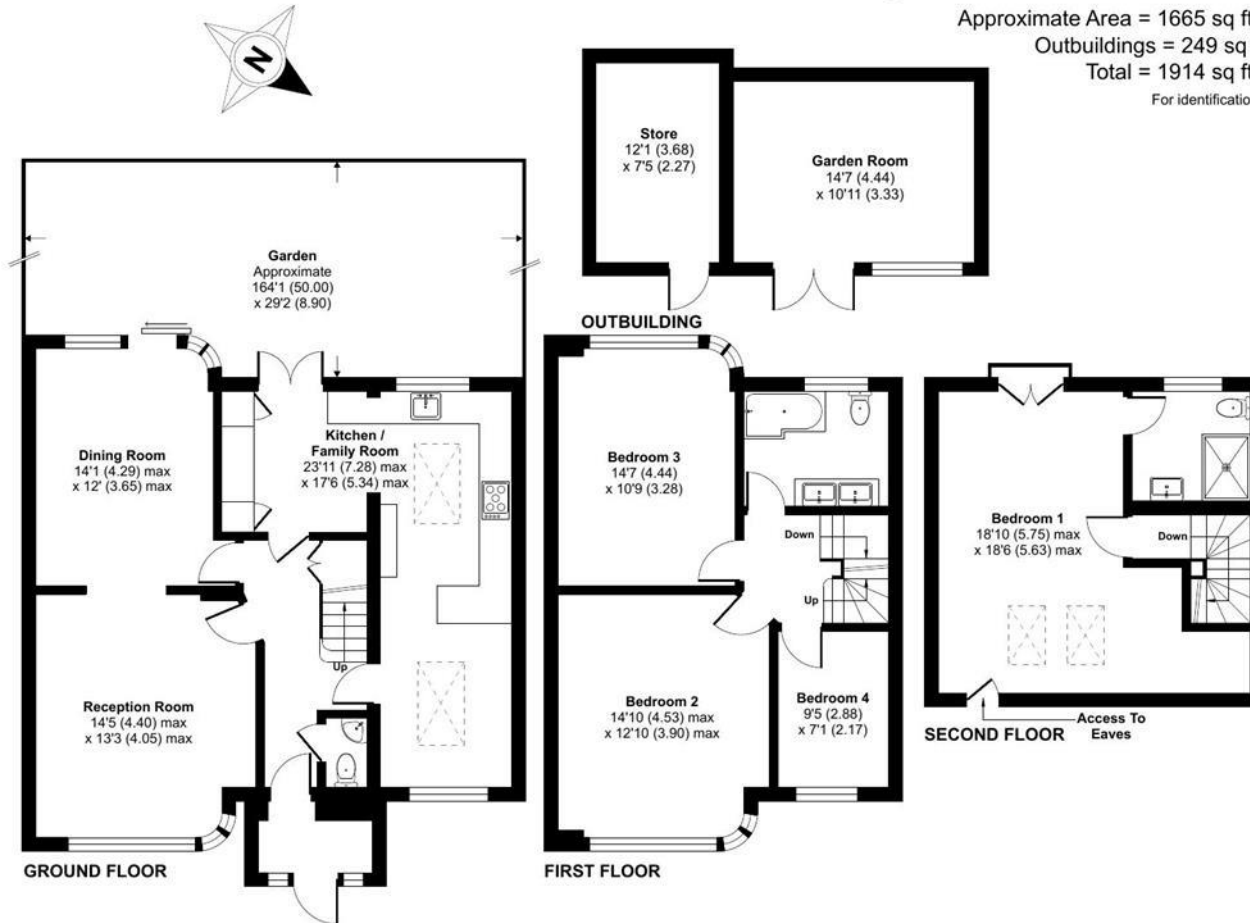 Approximate Area = 1665 sq ft
Outbuildings = 249 sq
Total = 1914 sq ft
For identification
N
Store
12'1 (3.68)
x 7'5 (2.27)
Garden Room
14'7 (4.44)
x 10'11 (3.33)
OUTBUILDING
Garden
Approximate
164'1 (50.00)
x 29'2 (8.90)
Dining Room
14'1 (4.29) max
x 12' (3.65) max
Kitchen /
Family Room
23'11 (7.28) max
x 17'6 (5.34) max
Up
Reception Room
14'5 (4.40) max
x 13'3 (4.05) max
GROUND FLOOR
Bedroom 3
14'7 (4.44)
x 10'9 (3.28)
Down
Up
Bedroom 2
14'10 (4.53) max
x 12'10 (3.90) max
Bedroom 4
9'5 (2.88)
x 7'1 (2.17)
FIRST FLOOR
Bedroom 1
18'10 (5.75) max
x 18'6 (5.63) max
Down
Access To
Eaves
SECOND FLOOR